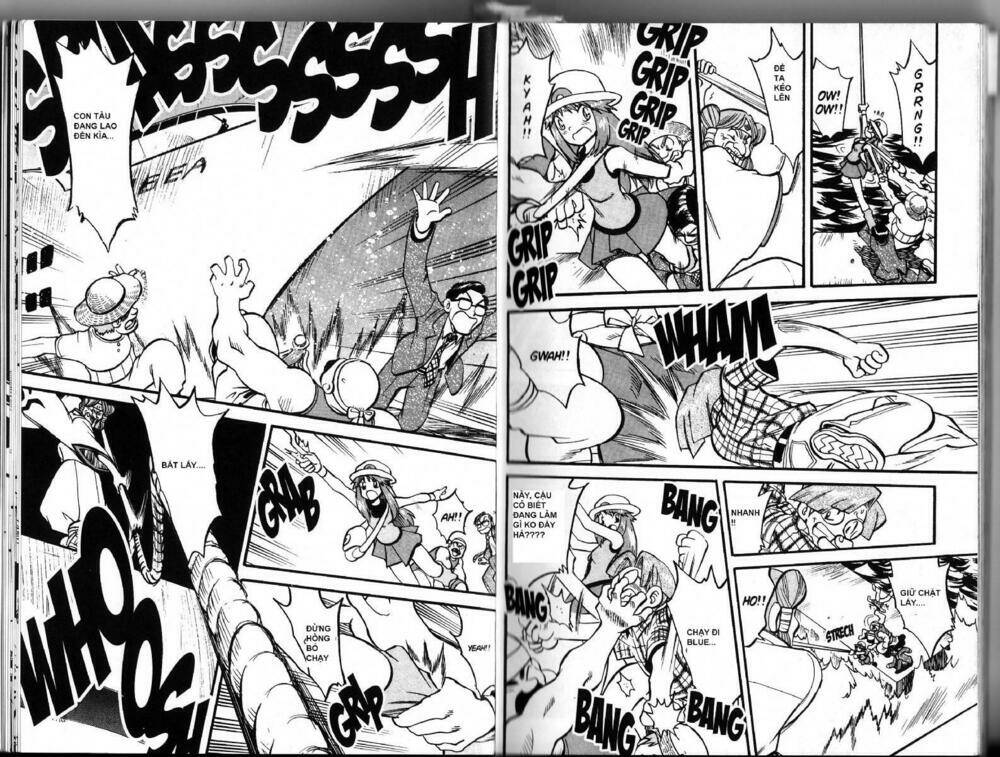 GRRNG!!
OW!
OW!!
ĐỂ
TA
KÉO
LÊN
GRIP
GRIP
GRIP
GRIP
KYAH!!
GRIP
GRIP
WHAM
GWAH!!
NHANH
!!
BANG
NÀY, CẬU
CÓ BIẾT
ĐANG LÀM
GÌ KO ĐẤY
HẢ????
BANG
CHẠY ĐI
BLUE...
BANG
BANG
GIỮ CHẶT
LẤY....
HO!!
STRECH
CON TÀU
ĐANG LAO
ĐẾN KÌA...
EEA
GRAB
AH!!
BẮT LẤY....
WHOOOSH
YEAH!!
ĐỪNG
HÒNG
BỎ
CHẠY
GRIP